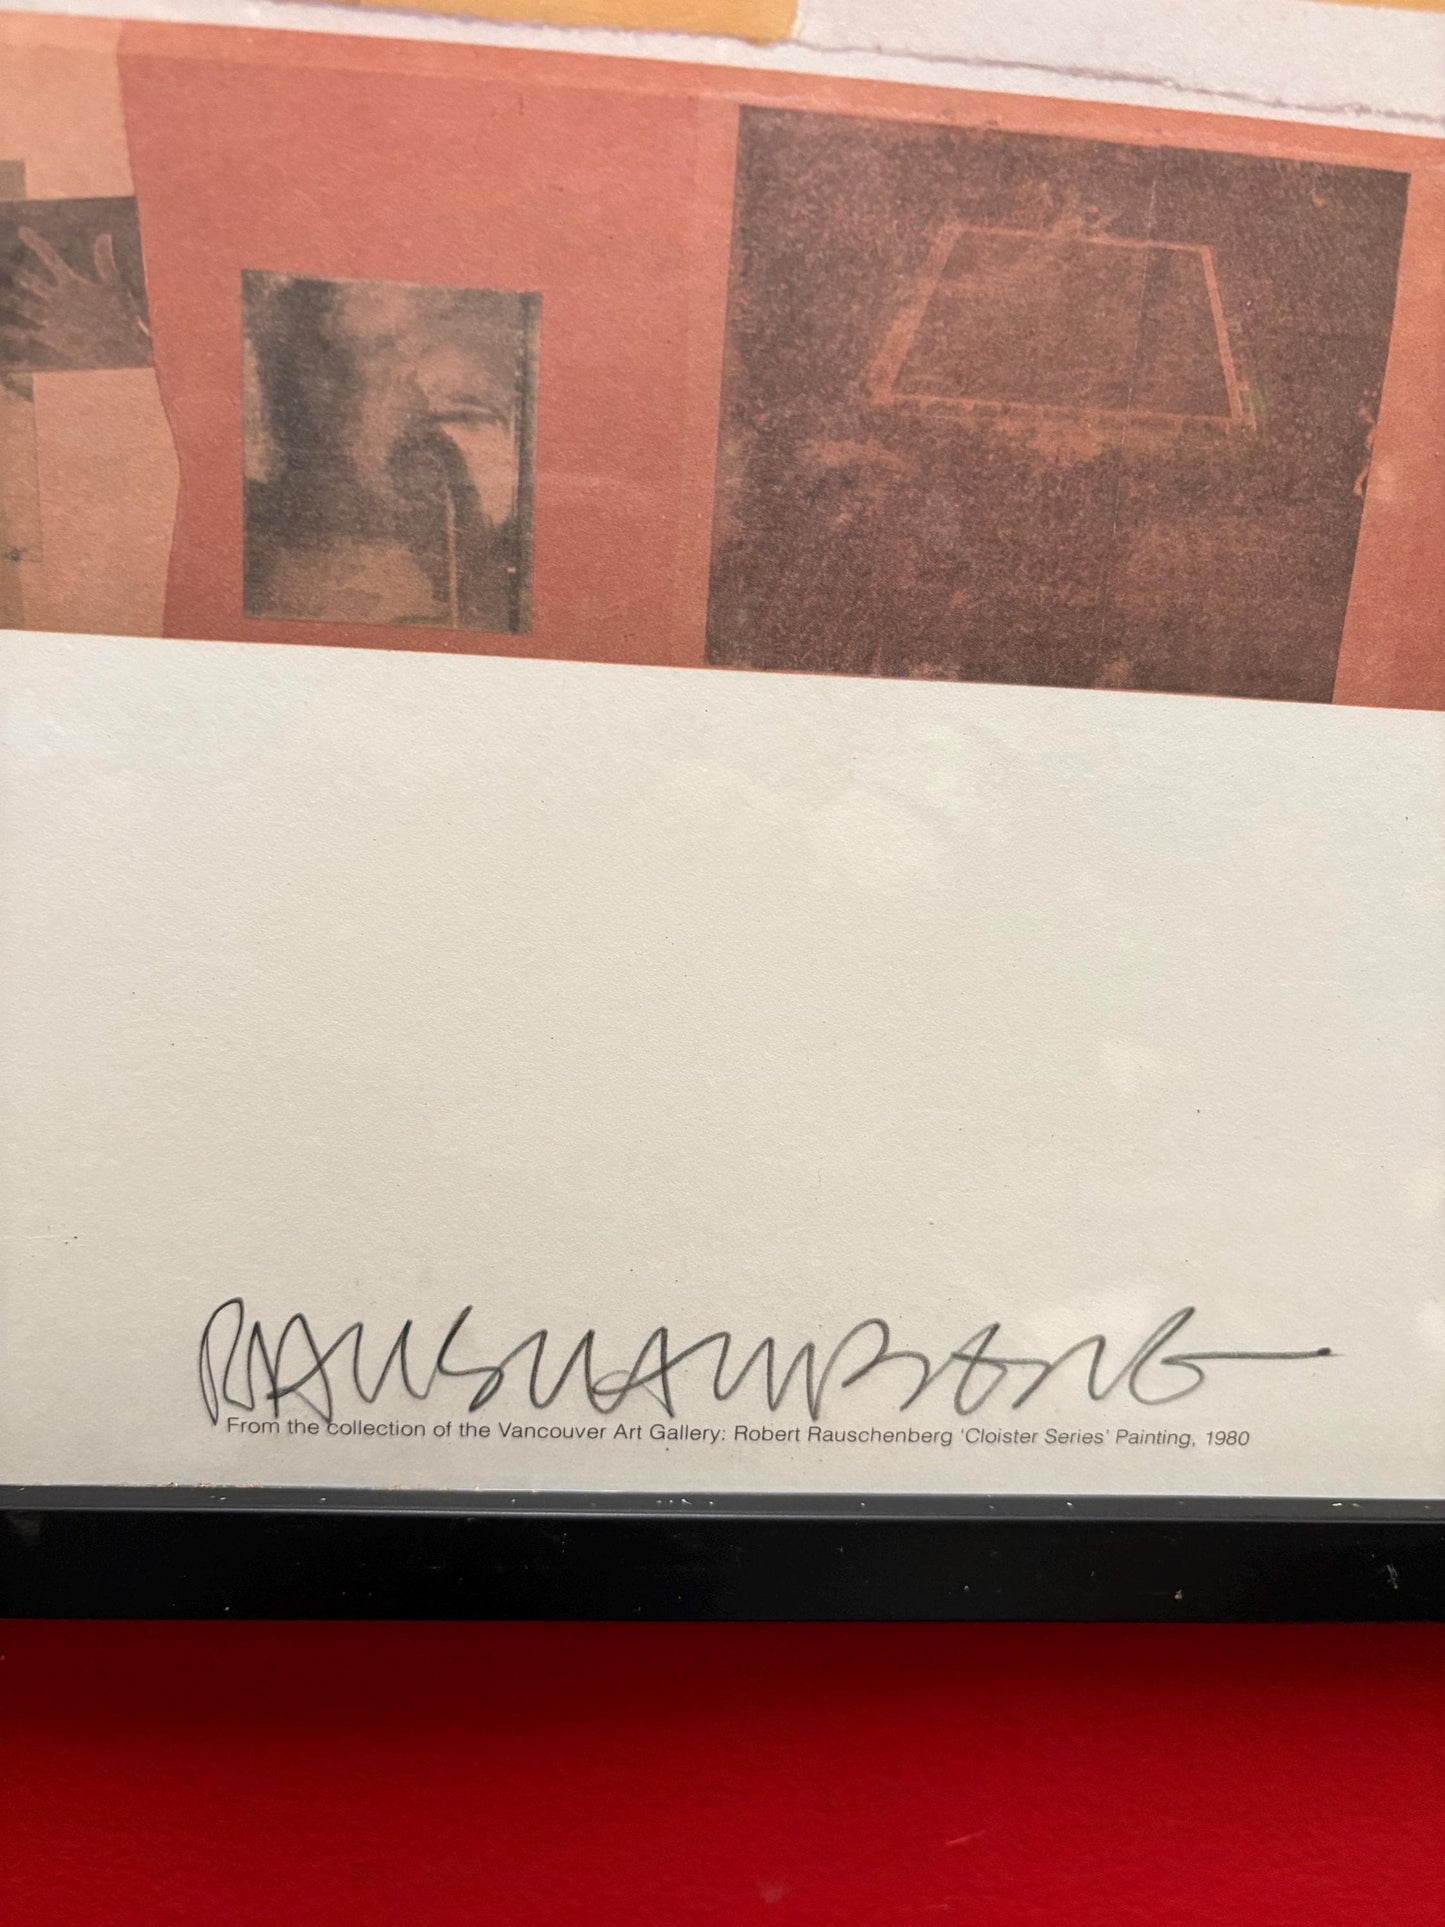 RAUSCHENBERG
From the collection of the Vancouver Art Gallery: Robert Rauschenberg 'Cloister Series' Painting, 1980